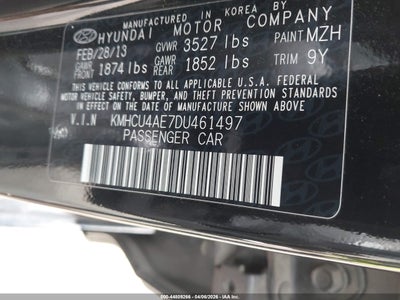 MANUFACTURED IN KOREA BY
HYUNDAI MOTOR COMPANY
FEB/28/13 GVWR 3527 lbs PAINT MZH
GAWR FRONT 1874 lbs GAWR REAR 1852 lbs TRIM 9Y
THIS VEHICLE CONFORMS TO ALL APPLICABLE U.S.A. FEDERAL
MOTOR VEHICLE SAFETY, BUMPER, AND THEFT PREVENTION STANDARDS
IN EFFECT ON THE DATE OF MANUFACTURE SHOWN ABOVE.
V.I.N KMHCU4AE7DU461497
PASSENGER CAR